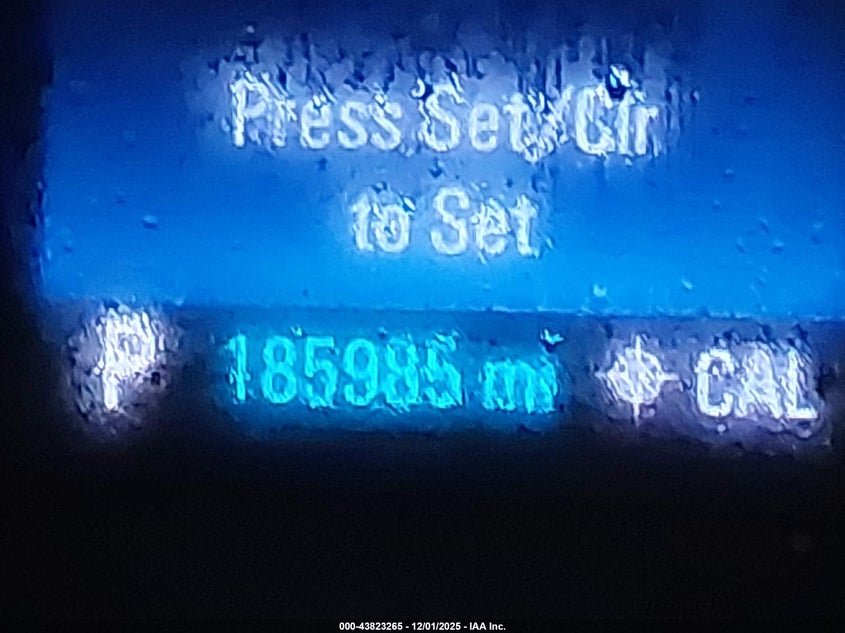 Press Set/Clr
to Set
P 185985 mi CAL
000-43823265 - 12/01/2025 - IAA Inc.